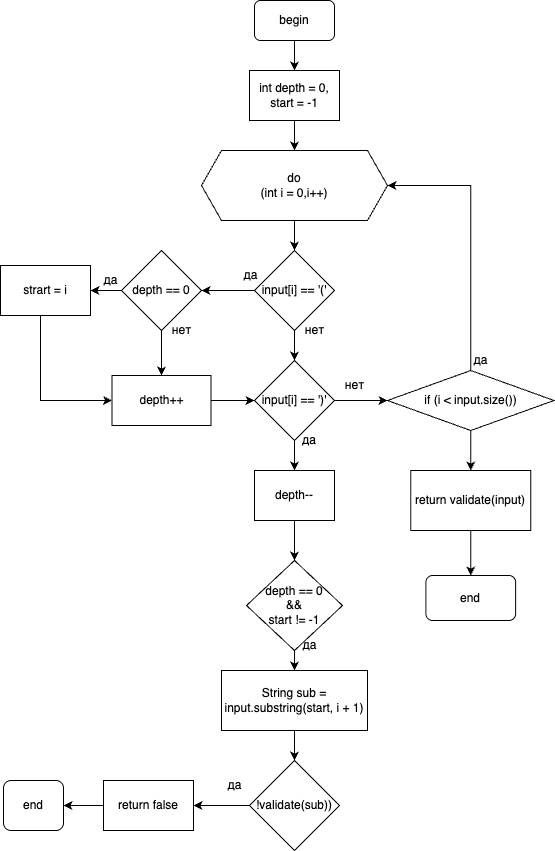 begin
int depth = 0,
start = -1
do
(int i = 0,i++)
strart = i
да
depth == 0
да
input[i] == '('
нет
нет
да
depth++
input[i] == ')'
нет
if (i < input.size())
да
depth--
return validate(input)
depth == 0
&&
start != -1
end
да
String sub =
input.substring(start, i + 1)
да
end
return false
!validate(sub))